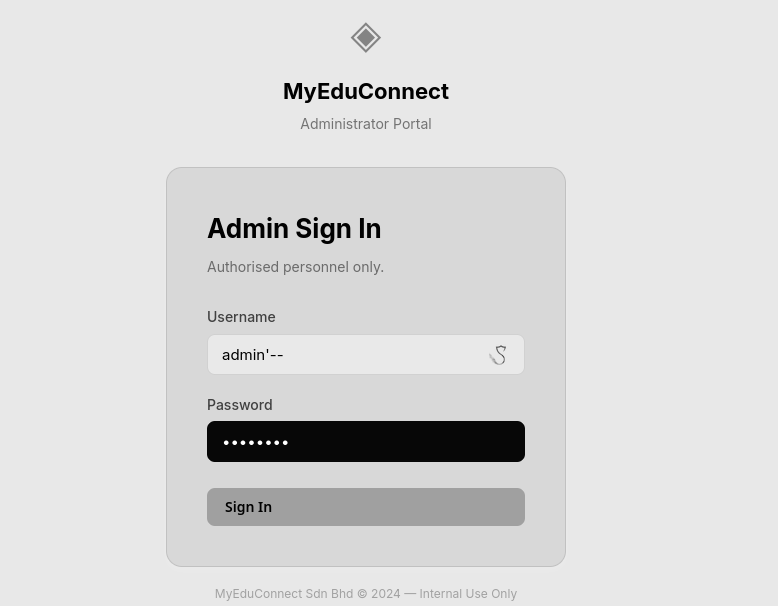 MyEduConnect
Administrator Portal
Admin Sign In
Authorised personnel only.
Username
admin'--
Password
••••••••
Sign In
MyEduConnect Sdn Bhd © 2024 — Internal Use Only